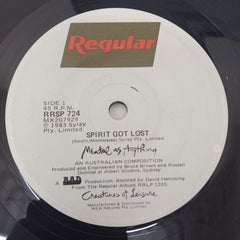 Regular
SIDE 1
45 R.P.M.
RRSP 724
MX207929
℗ 1983 Syray
Pty. Limited
SPIRIT GOT LOST
(Smith/Mombassa) Syray Pty. Limited
Mental as Anything
AN AUSTRALIAN COMPOSITION
Produced and Engineered by Bruce Brown and Russell
Dunlop at Albert Studios, Sydney
A BAD Production. Assisted by David Hemming
From The Regular Album RRLP 1205
Creatures of Leisure
Manufactured & Distributed by
WEA Records Pty. Limited